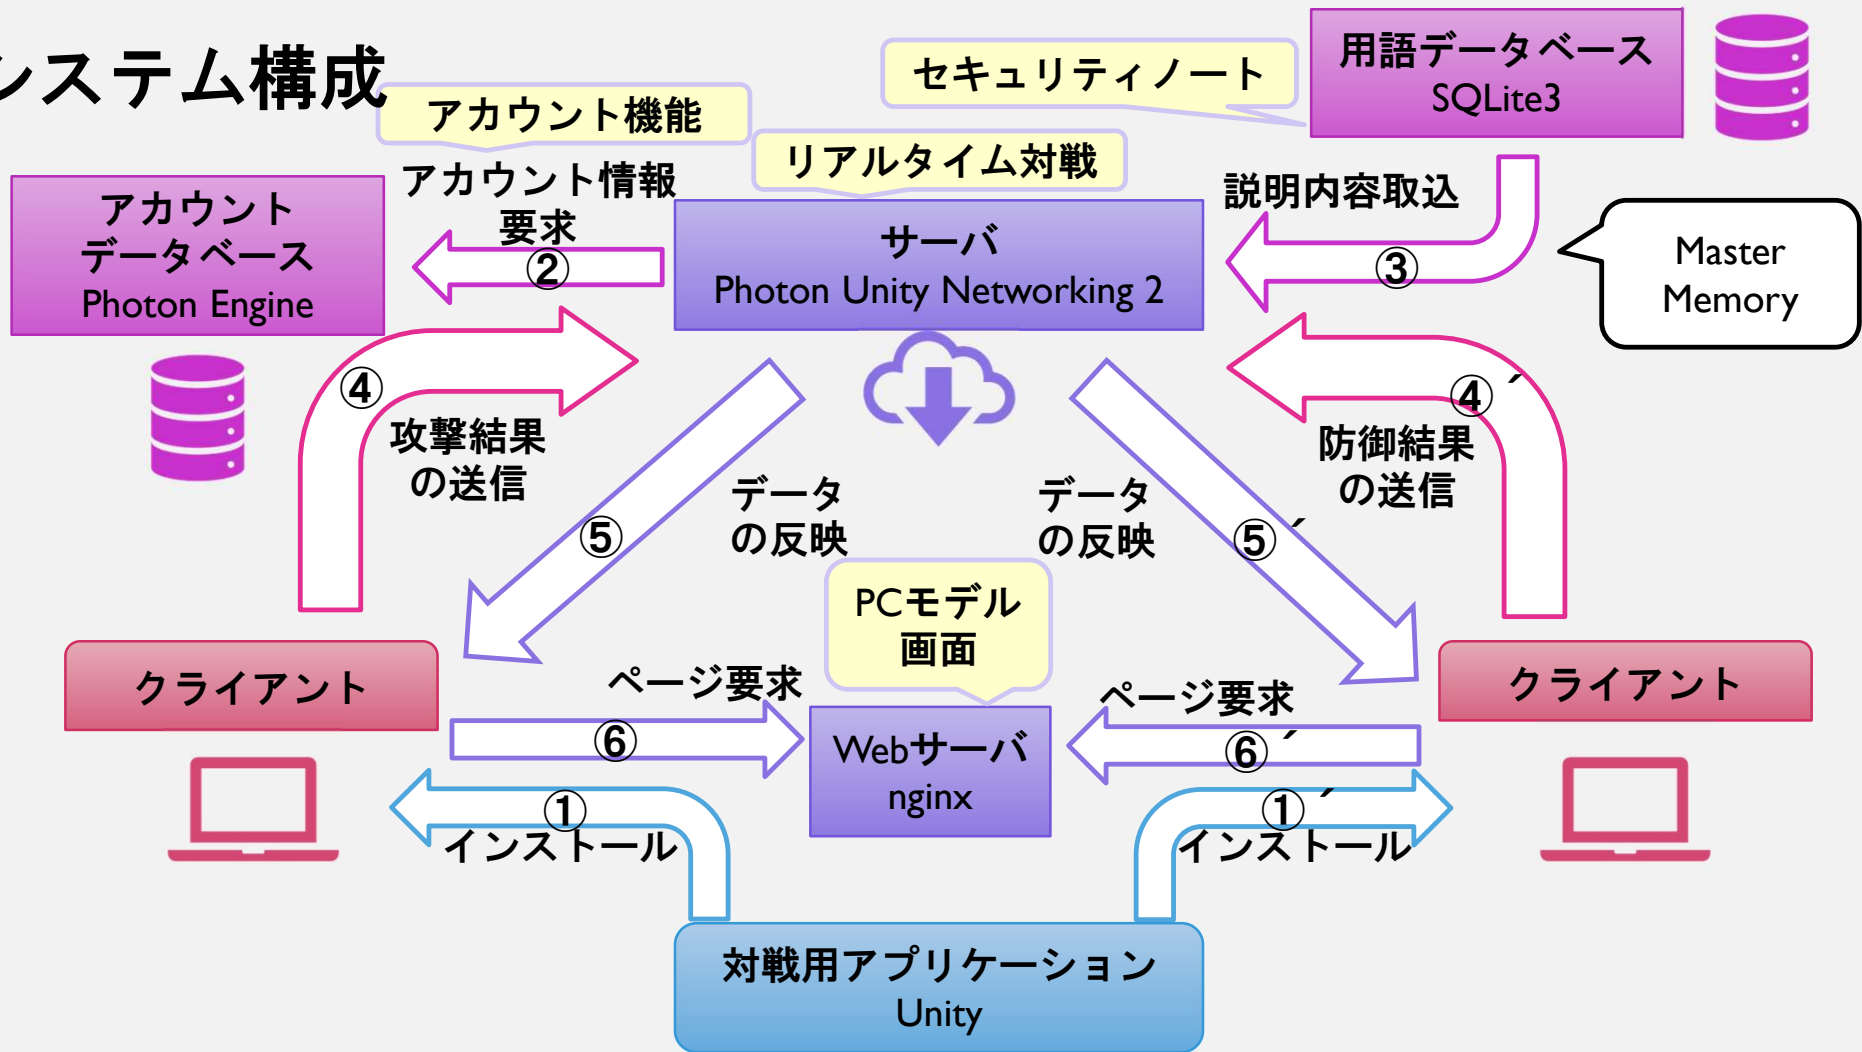 システム構成
アカウント機能
セキュリティノート
用語データベース
SQLite3
リアルタイム対戦
アカウント情報
要求
②
アカウント
データベース
Photon Engine
サーバ
Photon Unity Networking 2
説明内容取込
③
Master
Memory
④
攻撃結果
の送信
④´
防御結果
の送信
⑤
データ
の反映
データ
の反映
⑤´
PCモデル
画面
クライアント
ページ要求
⑥
Webサーバ
nginx
ページ要求
⑥´
クライアント
①
インストール
①´
インストール
対戦用アプリケーション
Unity